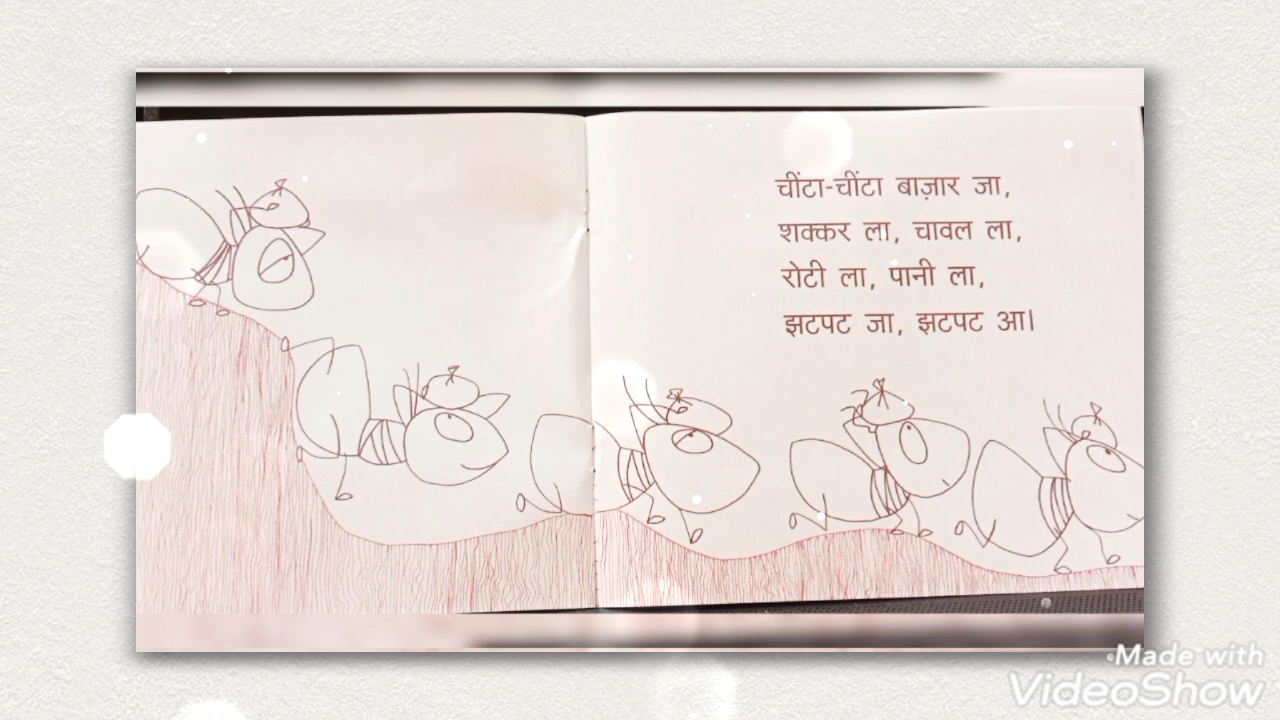 चींटा-चींटा बाज़ार जा,
शक्कर ला, चावल ला,
रोटी ला, पानी ला,
झटपट जा, झटपट आ।
Made with
VideoShow